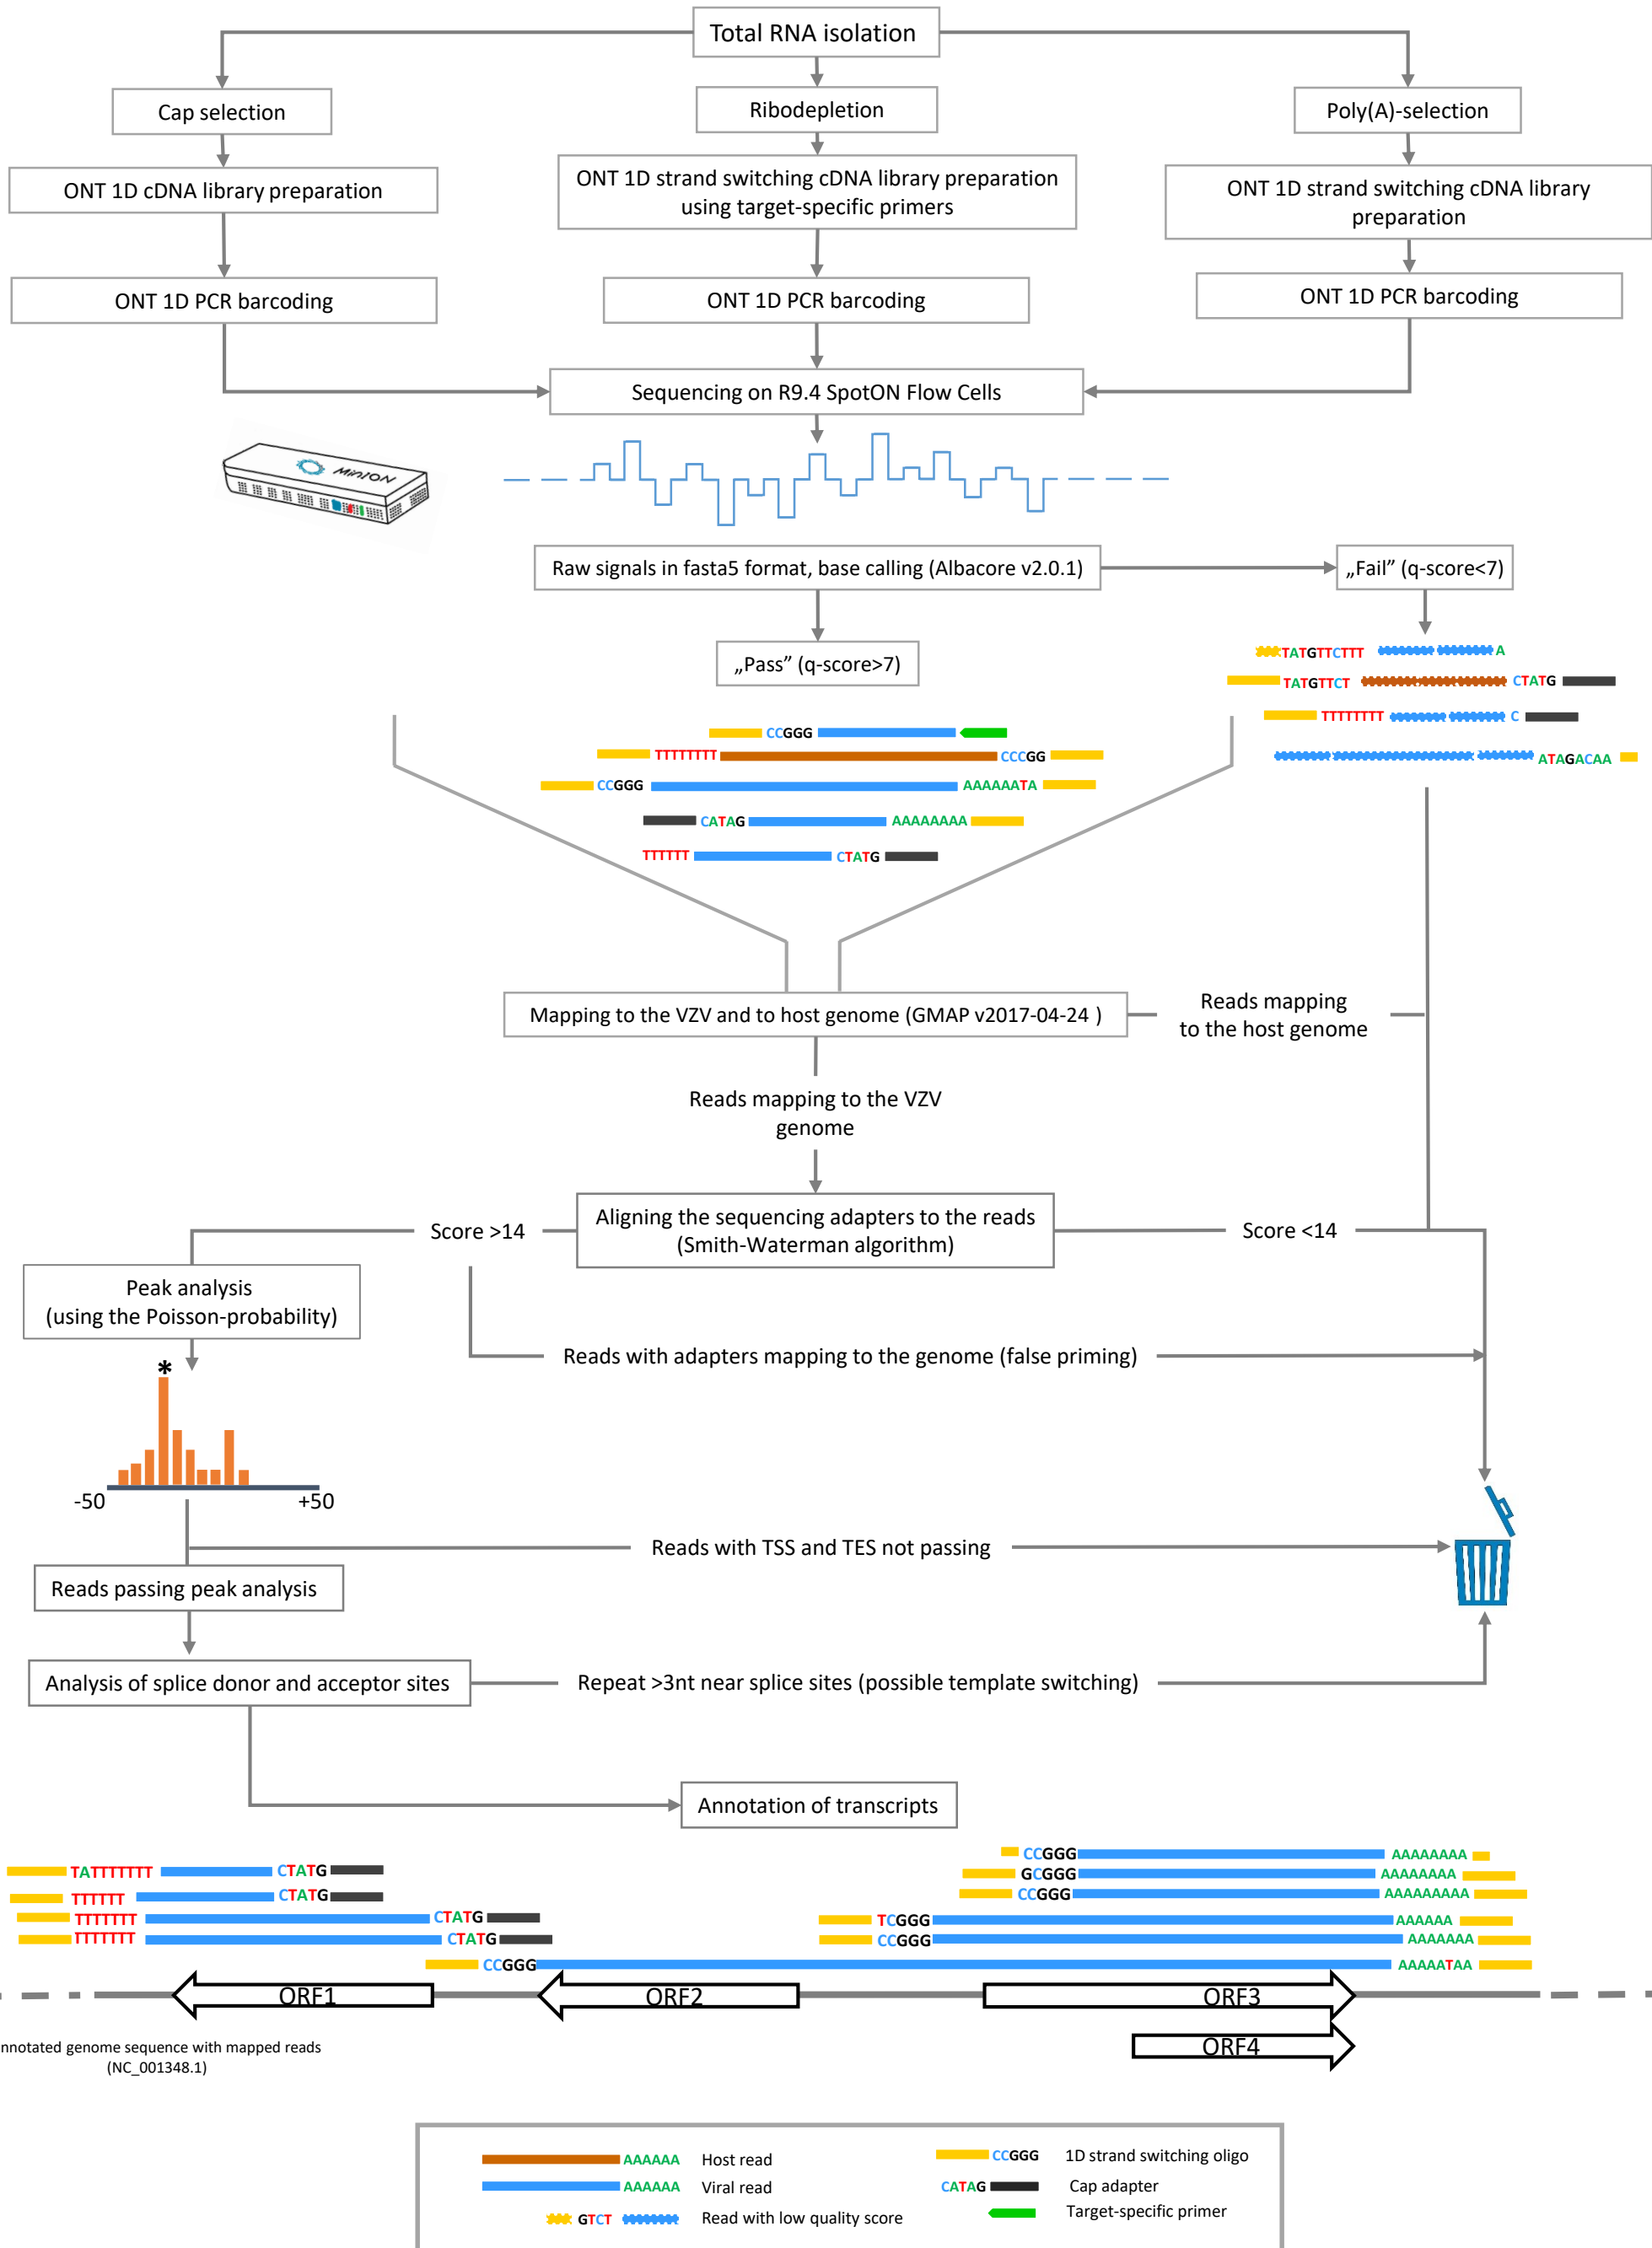 Total RNA isolation
Cap selection
Ribodepletion
Poly(A)-selection
ONT 1D cDNA library preparation
ONT 1D strand switching cDNA library preparation
using target-specific primers
ONT 1D strand switching cDNA library
preparation
ONT 1D PCR barcoding
ONT 1D PCR barcoding
ONT 1D PCR barcoding
Sequencing on R9.4 SpotON Flow Cells
MinION
Raw signals in fasta5 format, base calling (Albacore v2.0.1)
„Fail” (q-score<7)
„Pass” (q-score>7)
TATGTTCTTT A
TATGTTCT CTATG
TTTTTTTT C
ATAGACAA
CCGGG
TTTTTTTT CCCGG
CCGGG AAAAAATA
CATAG AAAAAAAA
TTTTTT CTATG
Mapping to the VZV and to host genome (GMAP v2017-04-24 )
Reads mapping
to the host genome
Reads mapping to the VZV
genome
Aligning the sequencing adapters to the reads
(Smith-Waterman algorithm)
Score >14
Score <14
Peak analysis
(using the Poisson-probability)
Reads with adapters mapping to the genome (false priming)
*
-50 +50
Reads with TSS and TES not passing
Reads passing peak analysis
Analysis of splice donor and acceptor sites
Repeat >3nt near splice sites (possible template switching)
Annotation of transcripts
TATTTTTTT CTATG
TTTTTT CTATG
TTTTTTT CTATG
TTTTTTT CTATG
CCGGG AAAAAAAA
GCGGG AAAAAAAA
CCGGG AAAAAAAAA
TCGGG AAAAAA
CCGGG AAAAAAA
CCGGG AAAAATAA
ORF1 ORF2 ORF3
ORF4
nnotated genome sequence with mapped reads
(NC_001348.1)
AAAAAA Host read
AAAAAA Viral read
GTCT Read with low quality score
CCGGG 1D strand switching oligo
CATAG Cap adapter
Target-specific primer